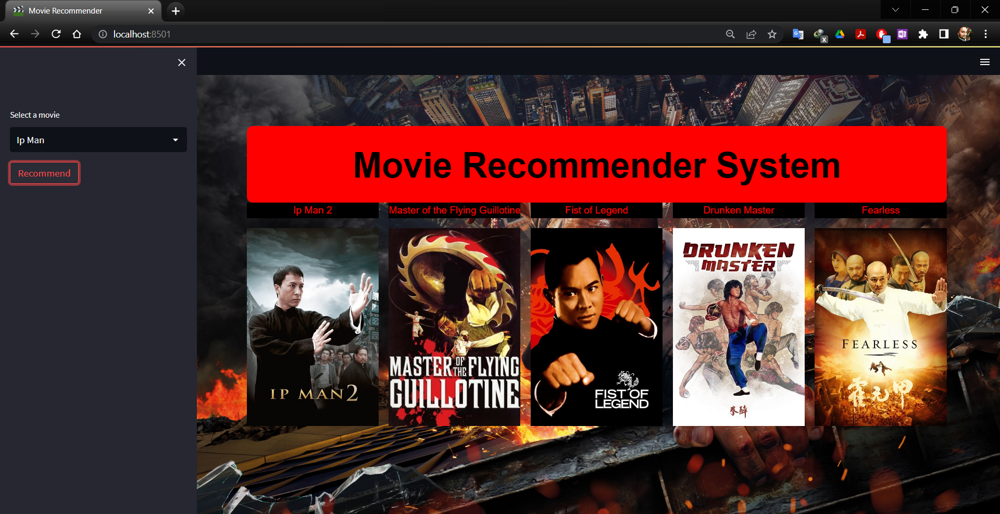 Movie Recommender
localhost:8501
Select a movie
Ip Man
Recommend
Movie Recommender System
Ip Man 2
Master of the Flying Guillotine
Fist of Legend
Drunken Master
Fearless
IP MAN 2
MASTER OF THE FLYING
GUILLOTINE
FIST OF
LEGEND
DRUNKEN
MASTER
拳醉
FEARLESS
霍元甲